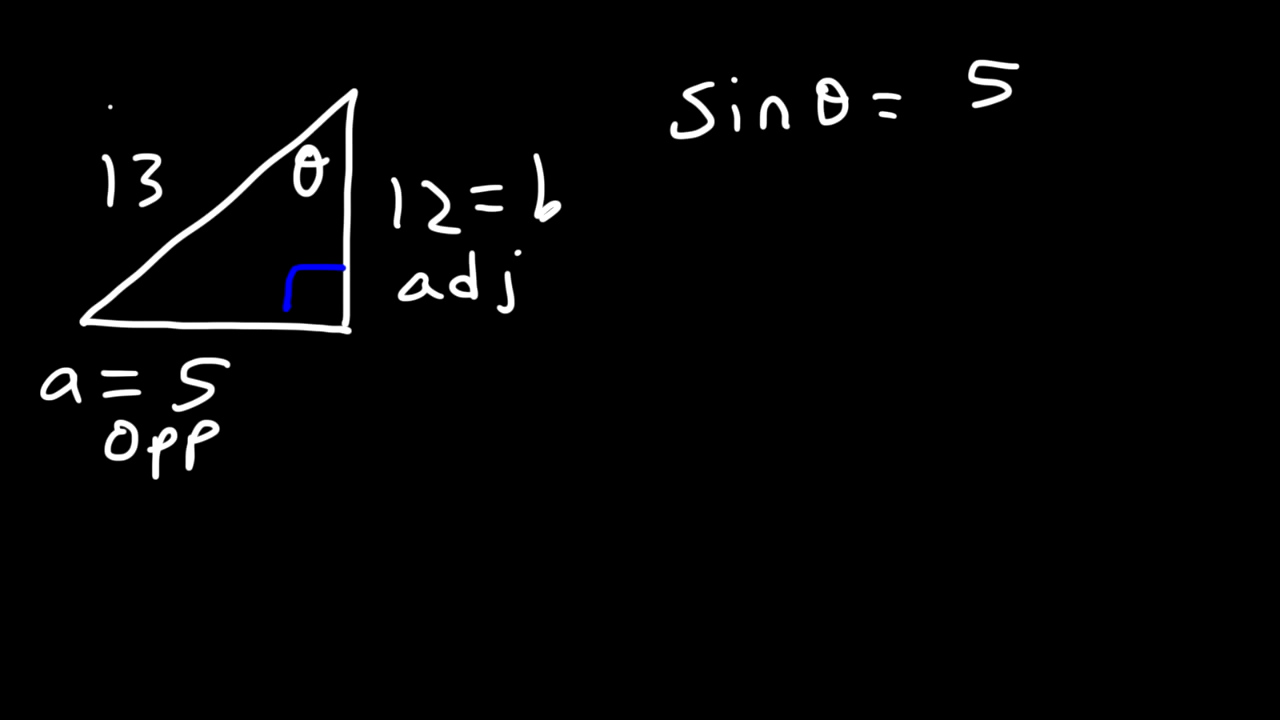 sin θ = 5
13
θ
12 = b
adj
a = 5
opp